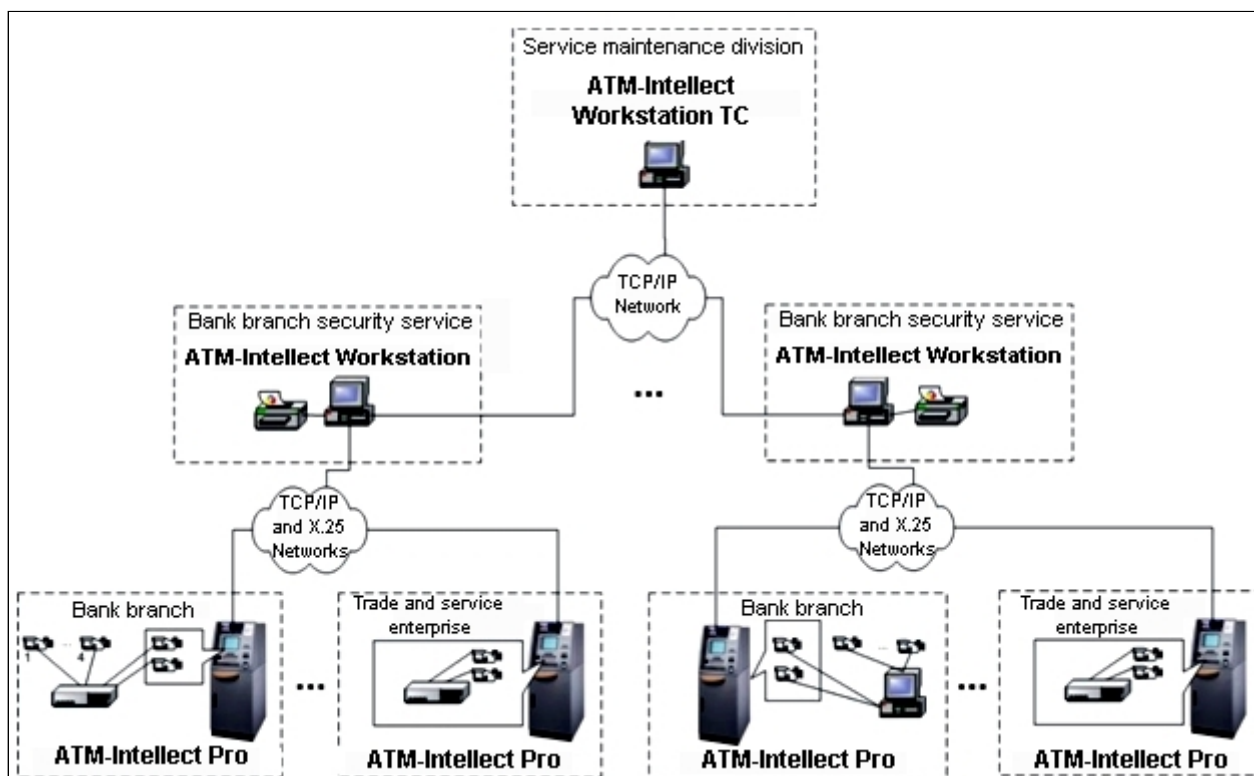 Service maintenance division
ATM-Intellect
Workstation TC
TCP/IP
Network
Bank branch security service
ATM-Intellect Workstation
...
Bank branch security service
ATM-Intellect Workstation
TCP/IP
and X.25
Networks
TCP/IP
and X.25
Networks
Bank branch
1 ... 4
ATM-Intellect Pro
...
Trade and service
enterprise
ATM-Intellect Pro
Bank branch
...
ATM-Intellect Pro
...
Trade and service
enterprise
ATM-Intellect Pro